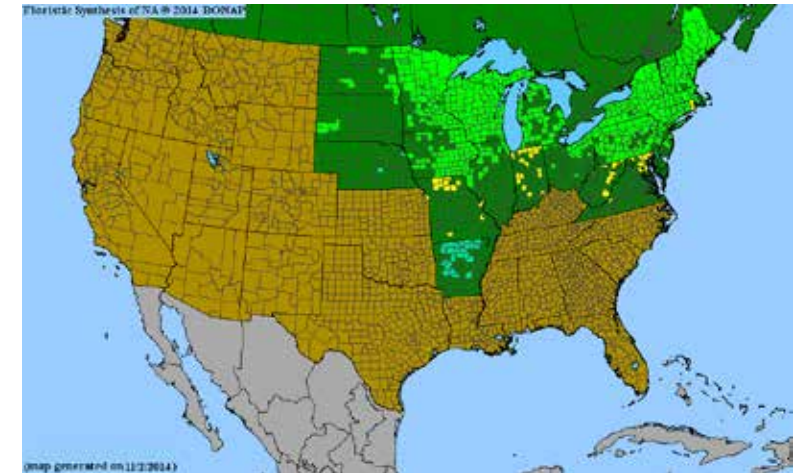 Floristic Synthesis of NA © 2014 BONAP
(map generated on 11/2/2014)